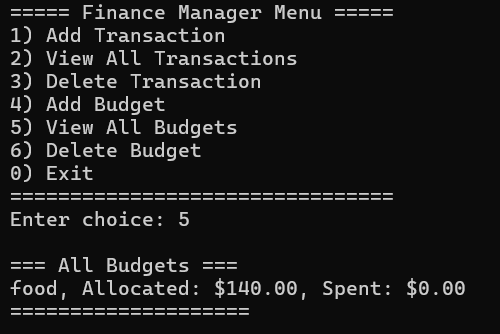 ===== Finance Manager Menu =====
1) Add Transaction
2) View All Transactions
3) Delete Transaction
4) Add Budget
5) View All Budgets
6) Delete Budget
0) Exit
================================
Enter choice: 5

=== All Budgets ===
food, Allocated: $140.00, Spent: $0.00
====================